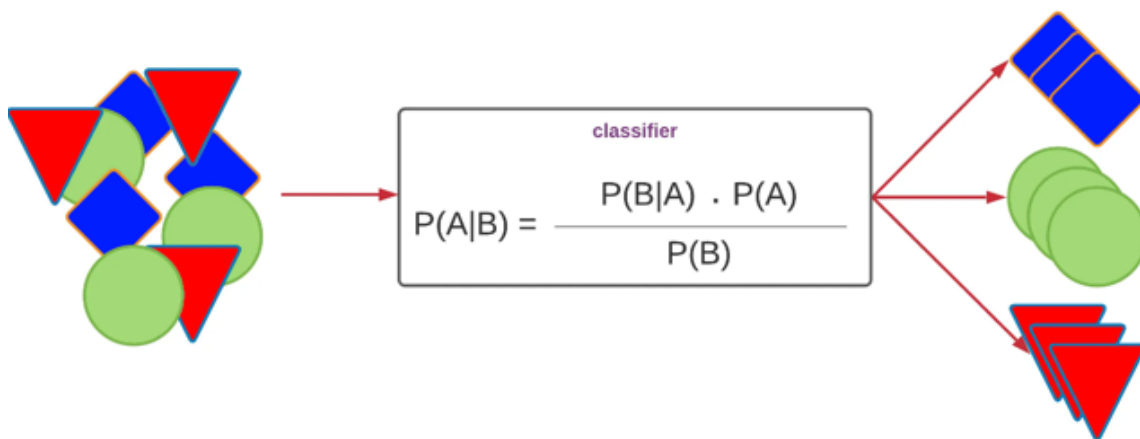 classifier
P(B|A) . P(A)
P(A|B) =
P(B)